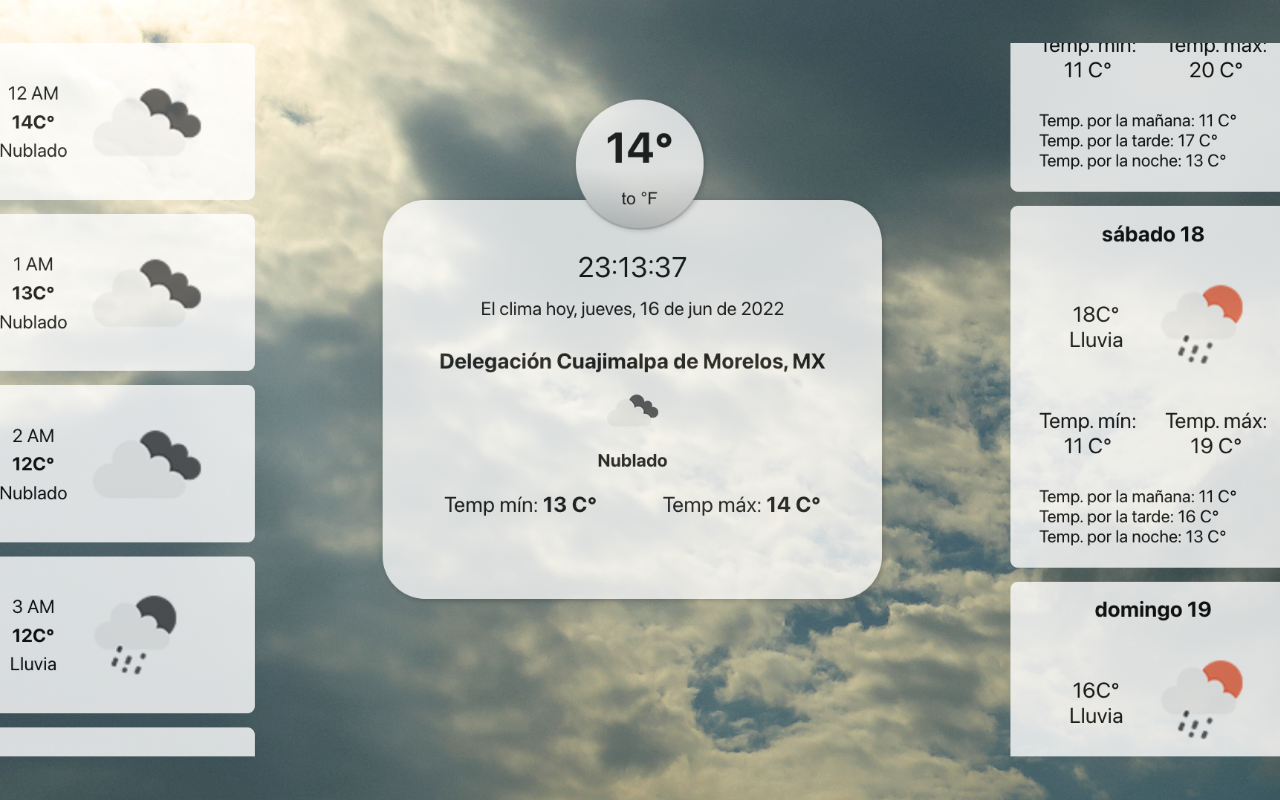 12 AM
14C°
Nublado
1 AM
13C°
Nublado
2 AM
12C°
Nublado
3 AM
12C°
Lluvia
14°
to °F
23:13:37
El clima hoy, jueves, 16 de jun de 2022
Delegación Cuajimalpa de Morelos, MX
Nublado
Temp mín: 13 C° Temp máx: 14 C°
Temp. mín: Temp. máx:
11 C° 20 C°
Temp. por la mañana: 11 C°
Temp. por la tarde: 17 C°
Temp. por la noche: 13 C°
sábado 18
18C°
Lluvia
Temp. mín: Temp. máx:
11 C° 19 C°
Temp. por la mañana: 11 C°
Temp. por la tarde: 16 C°
Temp. por la noche: 13 C°
domingo 19
16C°
Lluvia